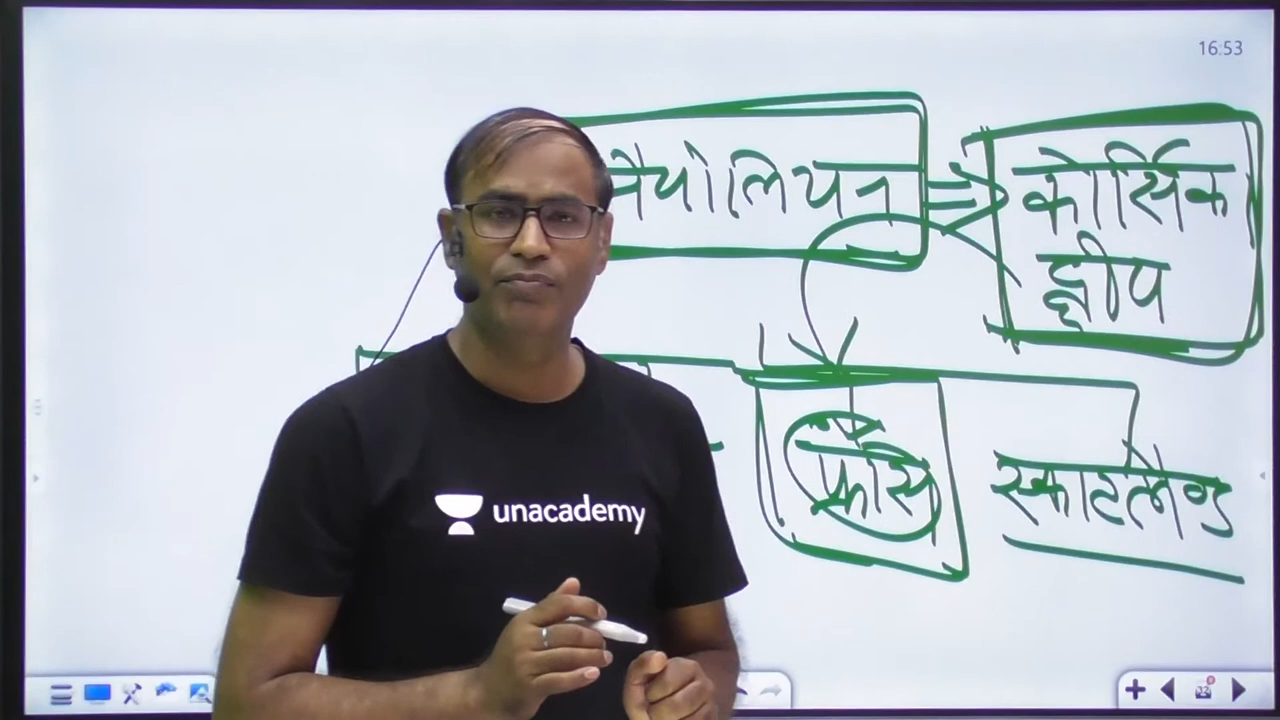 16:53
नेपोलियन ⇒ कोर्सिक
द्वीप
फ्रांस स्काटलैण्ड
unacademy